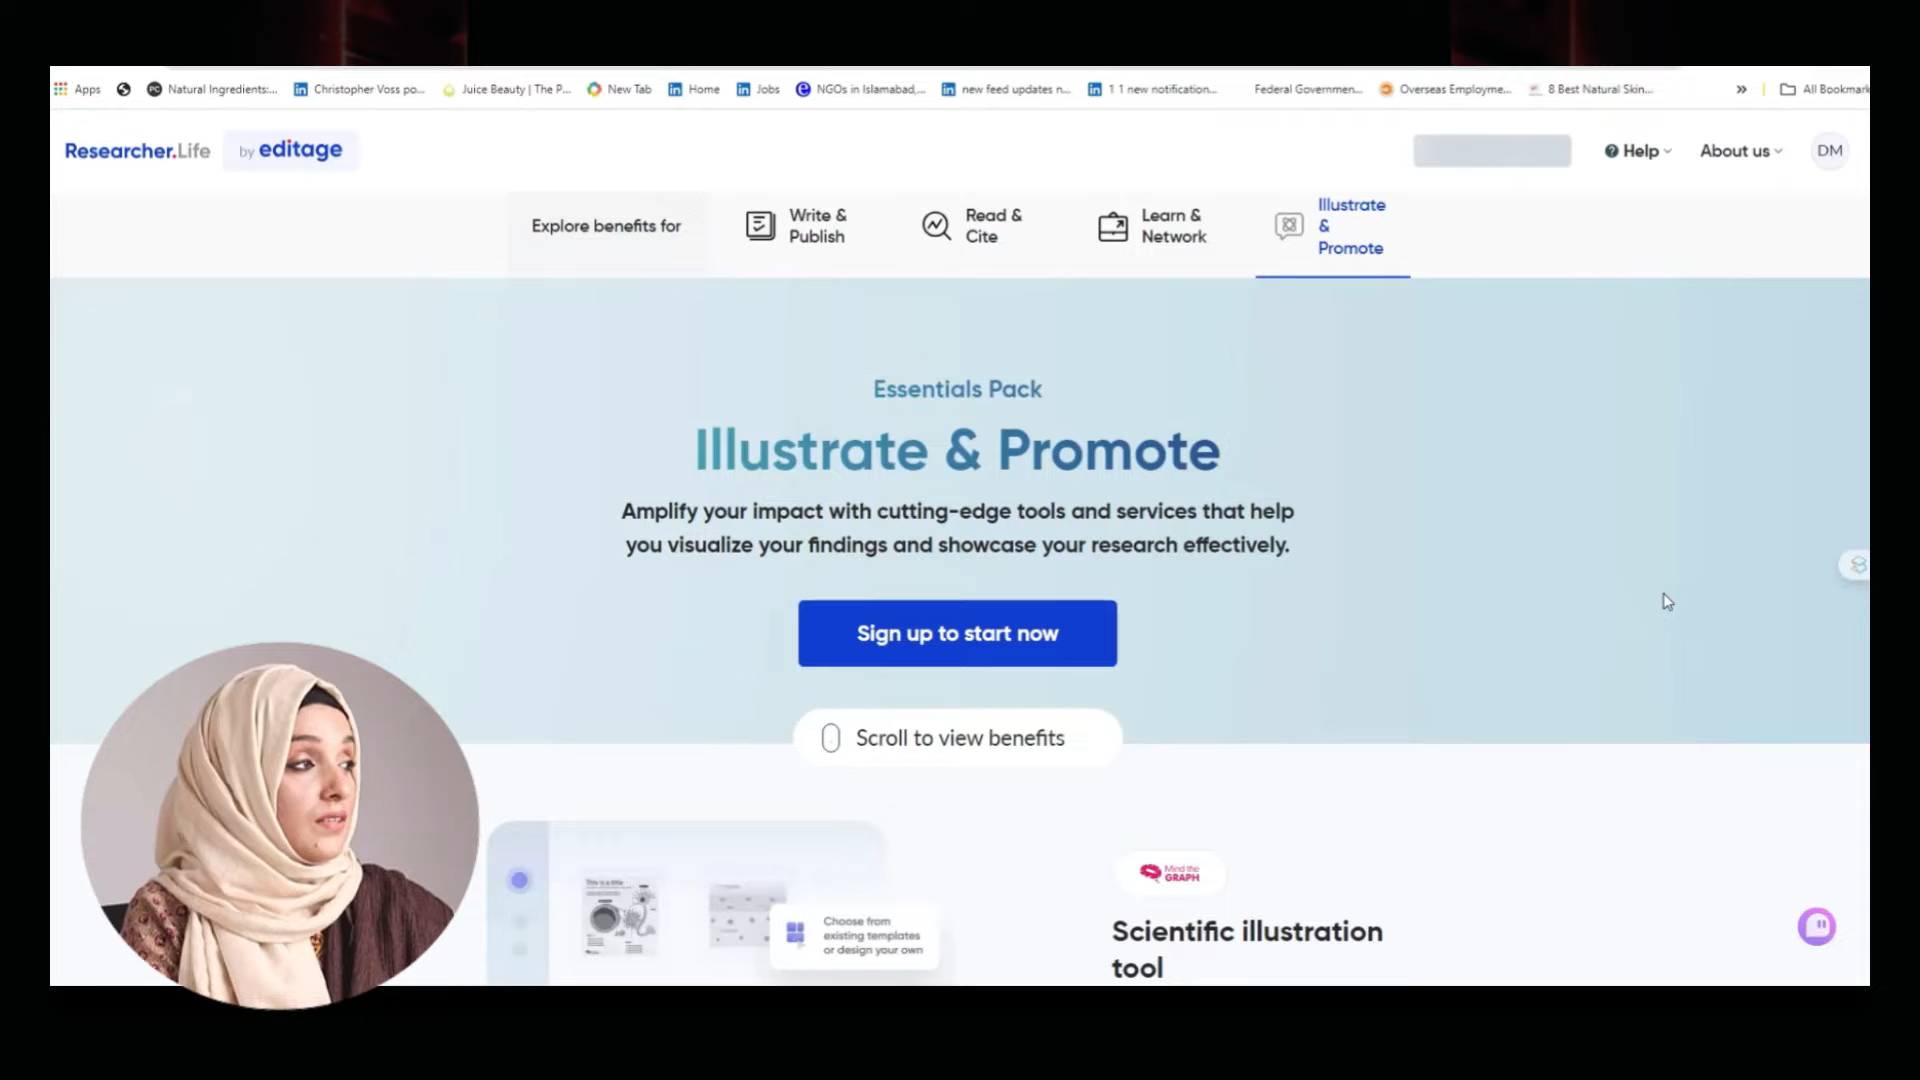 Apps
Natural Ingredients:...
Christopher Voss po...
Juice Beauty | The P...
New Tab
Home
Jobs
NGOs in Islamabad,...
new feed updates n...
1 1 new notification...
Federal Governmen...
Overseas Employme...
8 Best Natural Skin...
»
All Bookmark
Researcher.Life
by editage
Help
About us
DM
Explore benefits for
Write &
Publish
Read &
Cite
Learn &
Network
Illustrate
&
Promote
Essentials Pack
Illustrate & Promote
Amplify your impact with cutting-edge tools and services that help
you visualize your findings and showcase your research effectively.
Sign up to start now
Scroll to view benefits
This is a title
Choose from
existing templates
or design your own
Mind the
GRAPH
Scientific illustration
tool